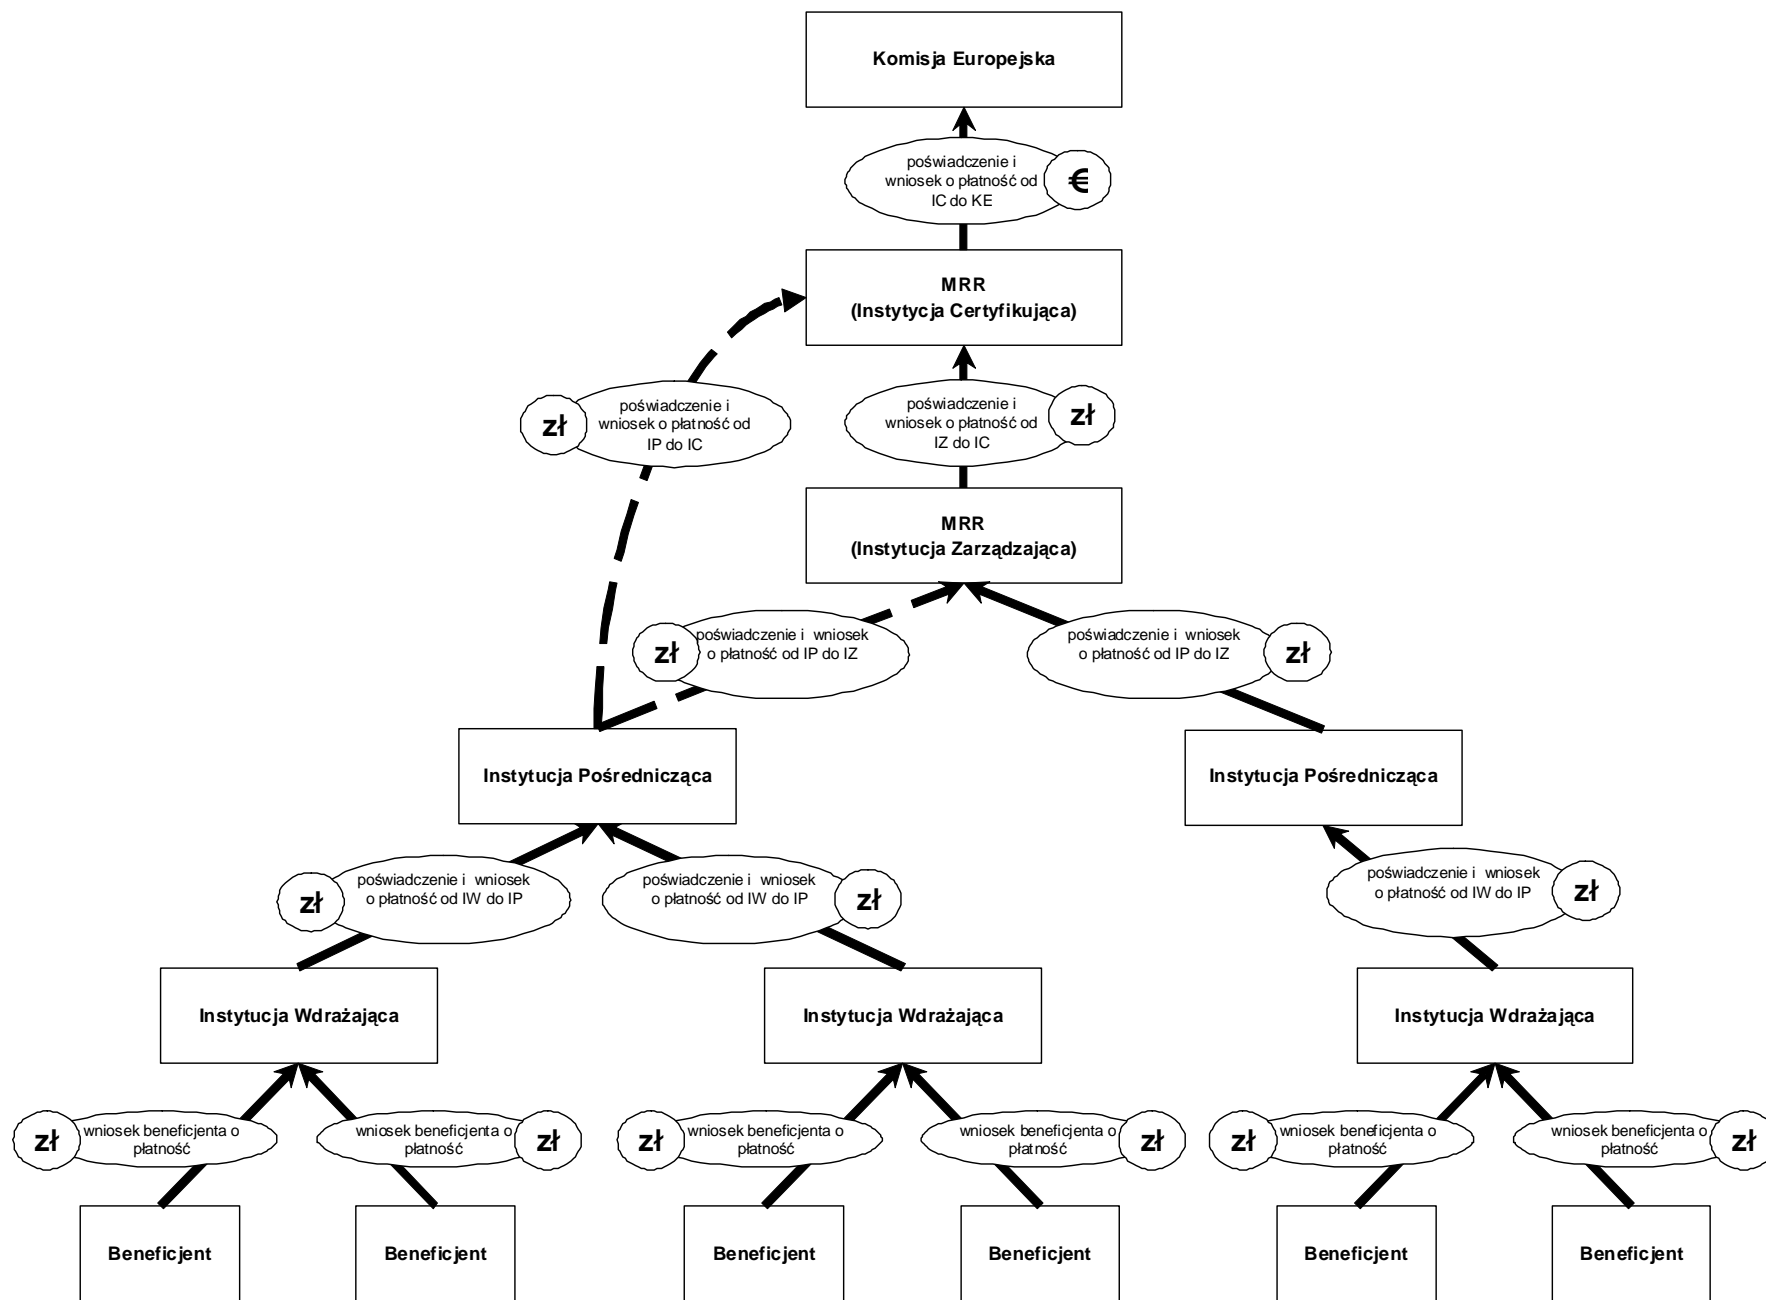 Komisja Europejska
poświadczenie i
wniosek o płatność od
IC do KE
€
MRR
(Instytycja Certyfikująca)
zł
poświadczenie i
wniosek o płatność od
IP do IC
poświadczenie i
wniosek o płatność od
IZ do IC
zł
MRR
(Instytucja Zarządzająca)
zł
poświadczenie i wniosek
o płatność od IP do IZ
poświadczenie i wniosek
o płatność od IP do IZ
zł
Instytucja Pośrednicząca
Instytucja Pośrednicząca
zł
poświadczenie i wniosek
o płatność od IW do IP
poświadczenie i wniosek
o płatność od IW do IP
zł
poświadczenie i wniosek
o płatność od IW do IP
zł
Instytucja Wdrażająca
Instytucja Wdrażająca
Instytucja Wdrażająca
zł
wniosek beneficjenta o
płatność
wniosek beneficjenta o
płatność
zł
zł
wniosek beneficjenta o
płatność
wniosek beneficjenta o
płatność
zł
zł
wniosek beneficjenta o
płatność
wniosek beneficjenta o
płatność
zł
Beneficjent
Beneficjent
Beneficjent
Beneficjent
Beneficjent
Beneficjent